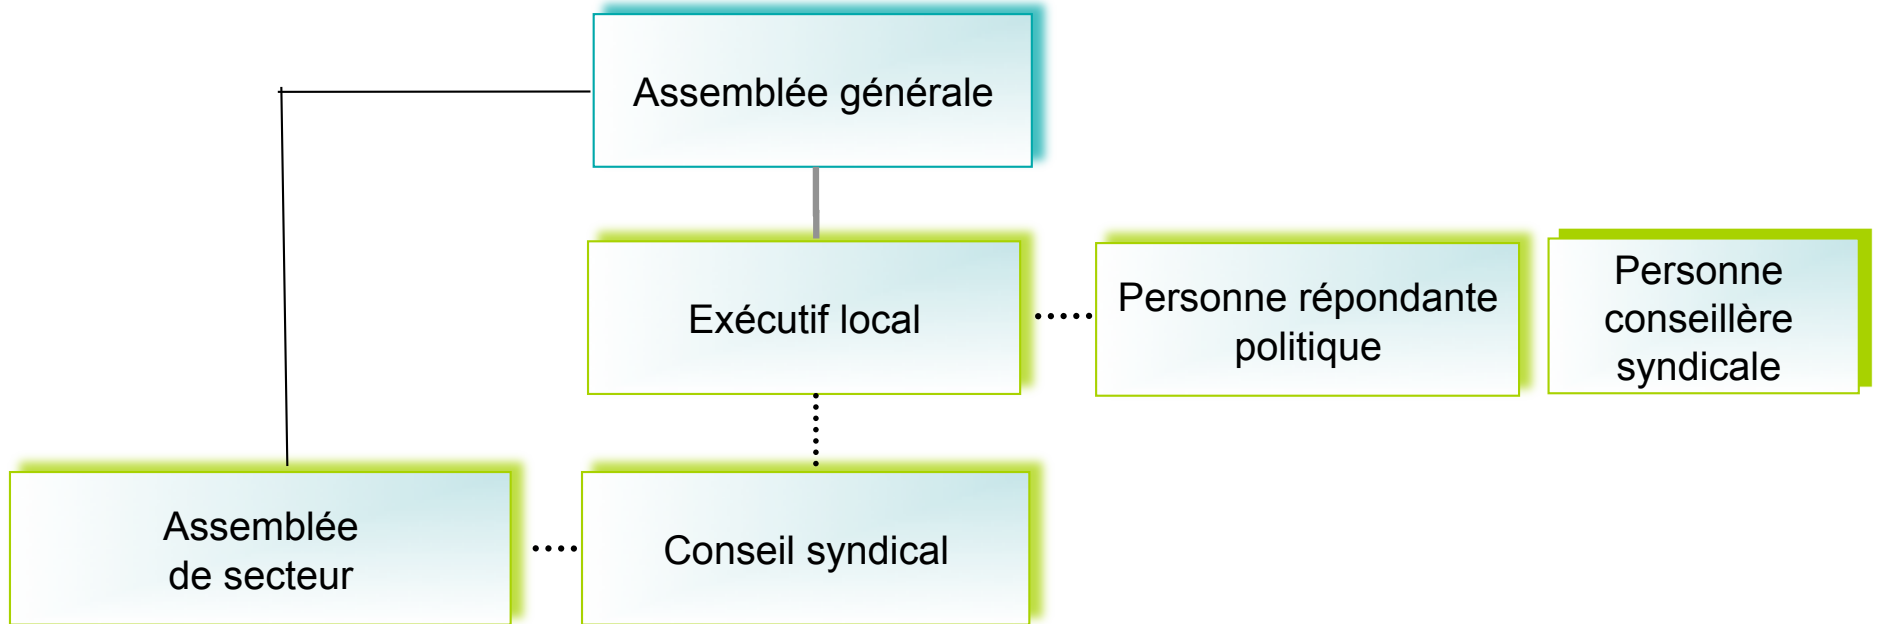 Assemblée générale
Exécutif local
Personne répondante
politique
Personne
conseillère
syndicale
Assemblée
de secteur
Conseil syndical